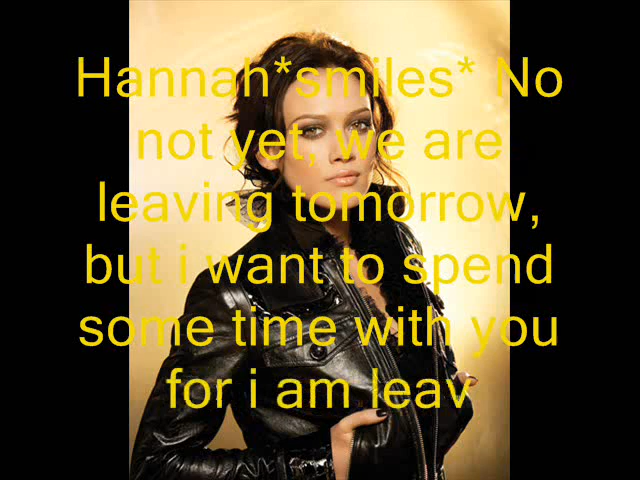 Hannah*smiles* No
not yet, we are
leaving tomorrow,
but i want to spend
some time with you
for i am leav